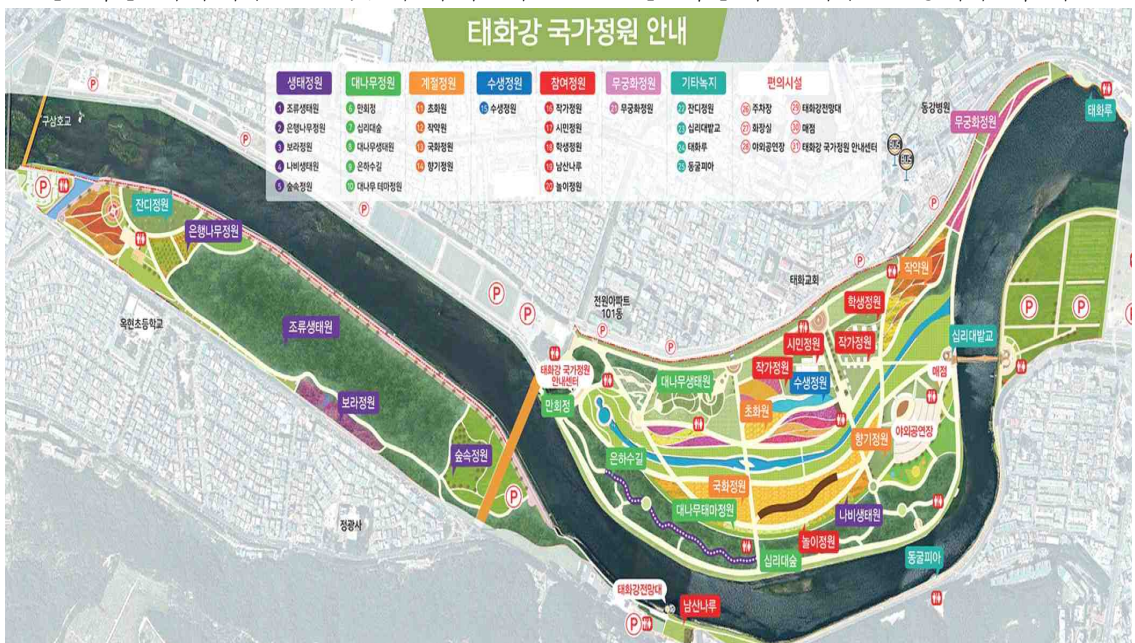 태화강 국가정원 안내
생태정원
1 조류생태원
2 은행나무정원
3 보라정원
4 나비생태원
5 숲속정원
대나무정원
6 만회정
7 십리대숲
8 대나무생태원
9 은하수길
10 대나무 테마정원
계절정원
11 초화원
12 작약원
13 국화정원
14 향기정원
수생정원
15 수생정원
참여정원
16 작가정원
17 시민정원
18 학생정원
19 남산나루
20 놀이정원
무궁화정원
21 무궁화정원
기타녹지
22 잔디정원
23 십리대밭교
24 태화루
25 동굴피아
편의시설
26 주차장
27 화장실
28 야외공연장
29 태화강전망대
30 매점
31 태화강 국가정원 안내센터
구삼호교
P
동강병원
무궁화정원
태화루
BUS
BUS
잔디정원
은행나무정원
옥현초등학교
조류생태원
보라정원
숲속정원
정광사
P
P
P
전원아파트
101동
태화교회
작약원
학생정원
시민정원
작가정원
십리대밭교
P
P
태화강 국가정원
안내센터
만회정
대나무생태원
작가정원
수생정원
매점
초화원
야외공연장
향기정원
은하수길
국화정원
대나무태마정원
나비생태원
놀이정원
십리대숲
동굴피아
태화강전망대
남산나루
P